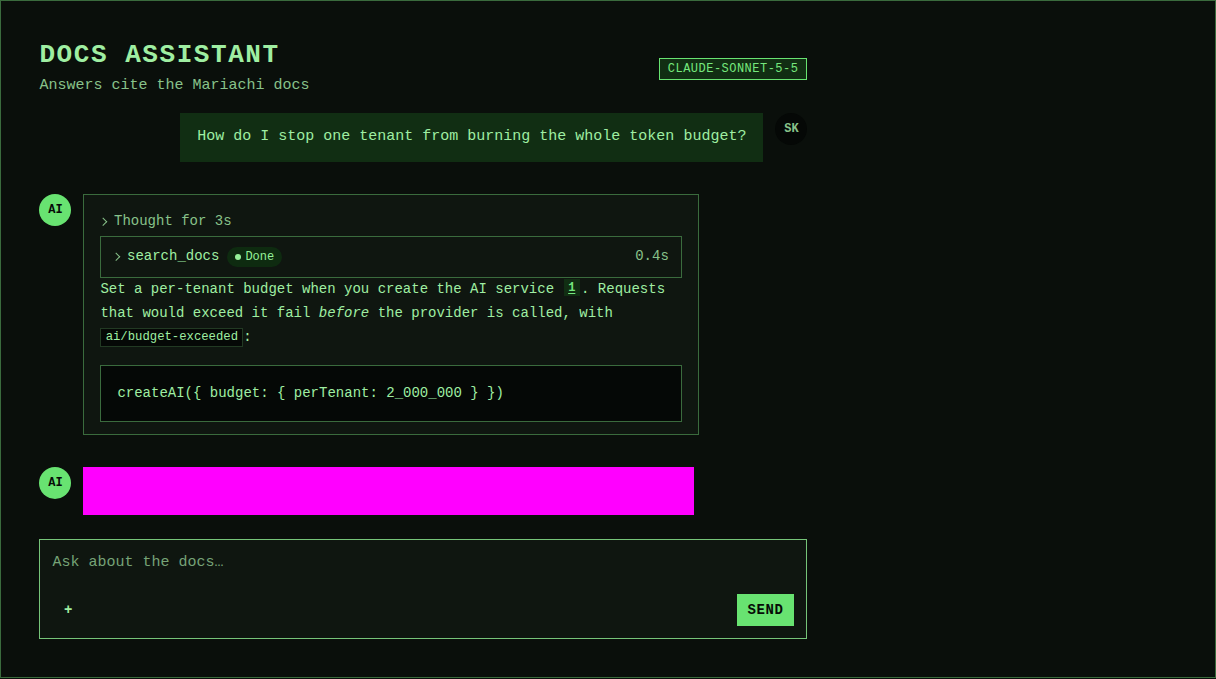 DOCS ASSISTANT
Answers cite the Mariachi docs
CLAUDE-SONNET-5-5
How do I stop one tenant from burning the whole token budget?
SK
AI
Thought for 3s
search_docs Done 0.4s
Set a per-tenant budget when you create the AI service 1. Requests
that would exceed it fail before the provider is called, with
ai/budget-exceeded:
createAI({ budget: { perTenant: 2_000_000 } })
AI
Ask about the docs…
+
SEND